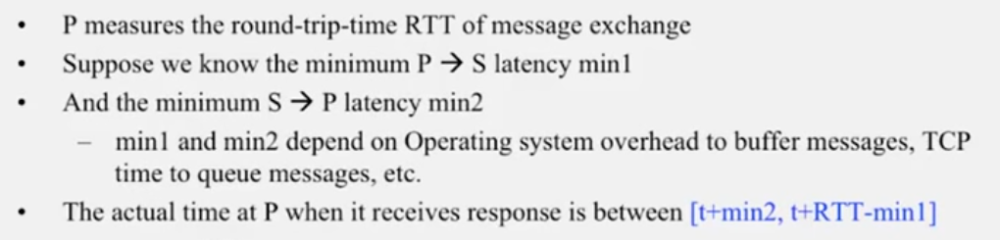 • P measures the round-trip-time RTT of message exchange
• Suppose we know the minimum P → S latency min1
• And the minimum S → P latency min2
– min1 and min2 depend on Operating system overhead to buffer messages, TCP
time to queue messages, etc.
• The actual time at P when it receives response is between [t+min2, t+RTT-min1]